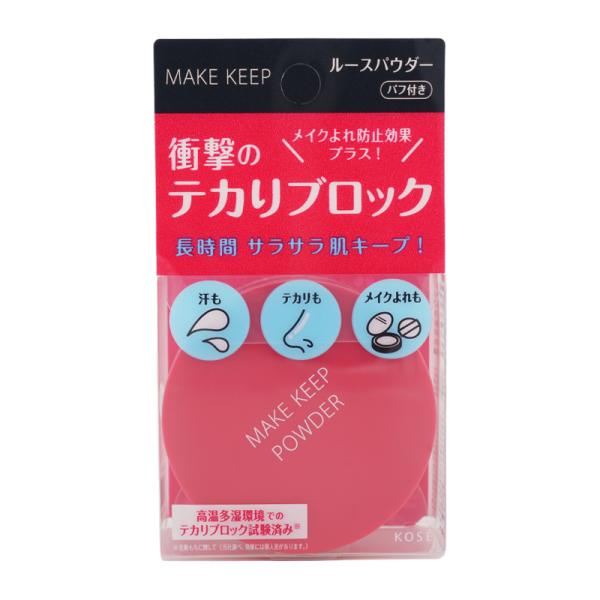 MAKE KEEP
ルースパウダー
パフ付き
メイクよれ防止効果
プラス!
衝撃の
テカりブロック
長時間 サラサラ肌キープ!
汗も
テカリも
メイクよれも
MAKE KEEP
POWDER
高温多湿環境での
テカりブロック試験済み※
KOSÉ